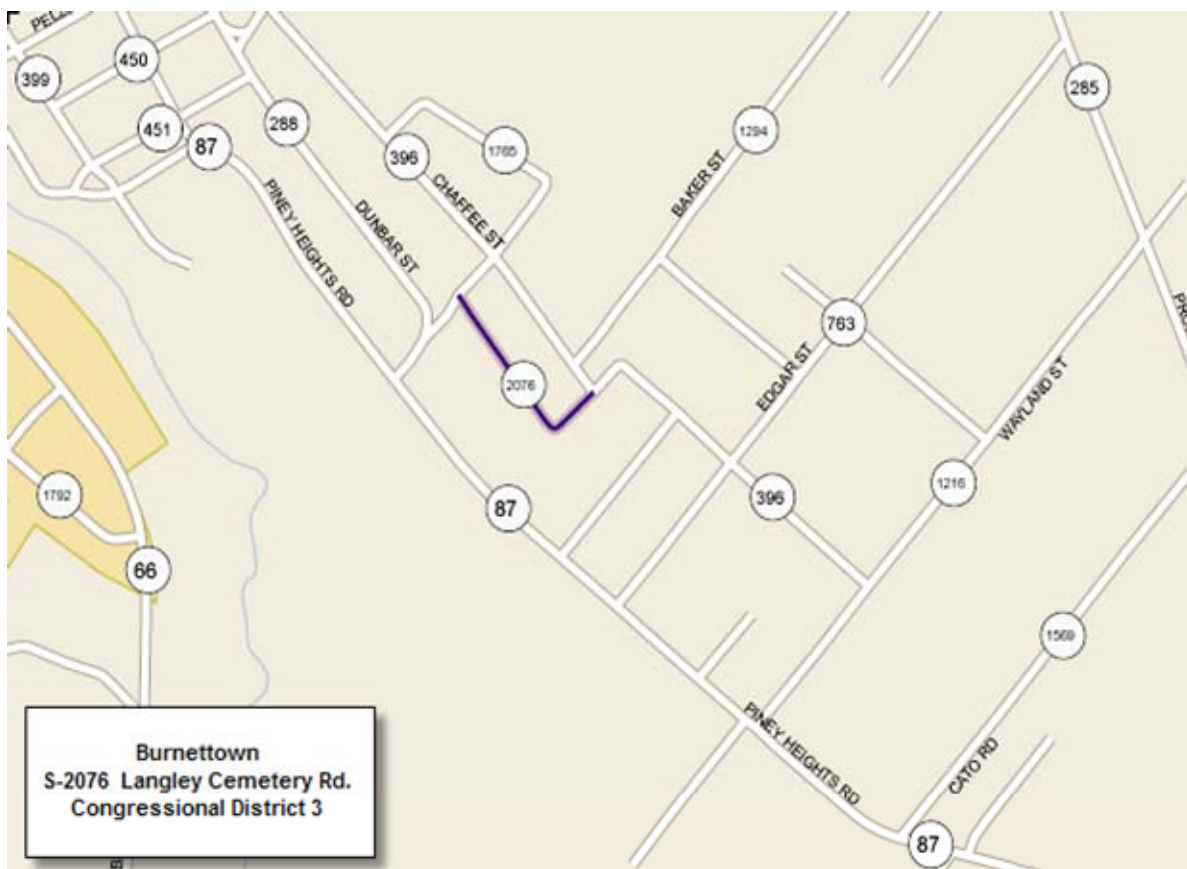 450
399
451
87
288
396
1765
1294
285
PINEY HEIGHTS RD
DUNBAR ST
CHAFFEE ST
BAKER ST
763
EDGAR ST
WAYLAND ST
2076
1792
66
87
396
1216
1569
PINEY HEIGHTS RD
CATO RD
87
Burnettown
S-2076 Langley Cemetery Rd.
Congressional District 3